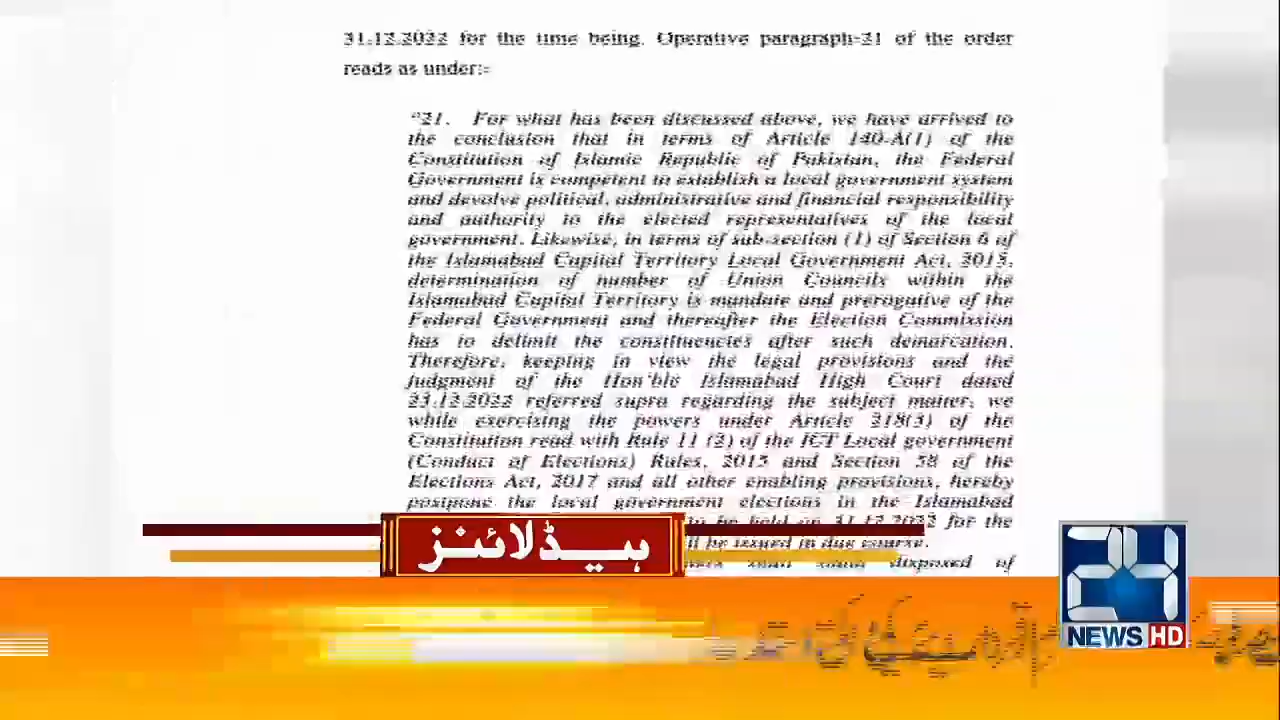 31.12.2022 for the time being. Operative paragraph-21 of the order
reads as under:-
"21. For what has been discussed above, we have arrived to
the conclusion that in terms of Article 140-A(1) of the
Constitution of Islamic Republic of Pakistan, the Federal
Government is competent to establish a local government system
and devolve political, administrative and financial responsibility
and authority to the elected representatives of the local
government. Likewise, in terms of sub-section (1) of Section 6 of
the Islamabad Capital Territory Local Government Act, 2015,
determination of number of Union Councils within the
Islamabad Capital Territory is mandate and prerogative of the
Federal Government and thereafter the Election Commission
has to delimit the constituencies after such demarcation.
Therefore, keeping in view the legal provisions and the
judgment of the Hon'ble Islamabad High Court dated
23.12.2022 referred supra regarding the subject matter, we
while exercising the powers under Article 218(3) of the
Constitution read with Rule 11 (2) of the ICT Local government
(Conduct of Elections) Rules, 2015 and Section 58 of the
Elections Act, 2017 and all other enabling provisions, hereby
postpone the local government elections in the Islamabad
to be held on 31.12.2022 for the
be issued in due course.
disposed of
ہیڈلائنز
24
NEWS HD